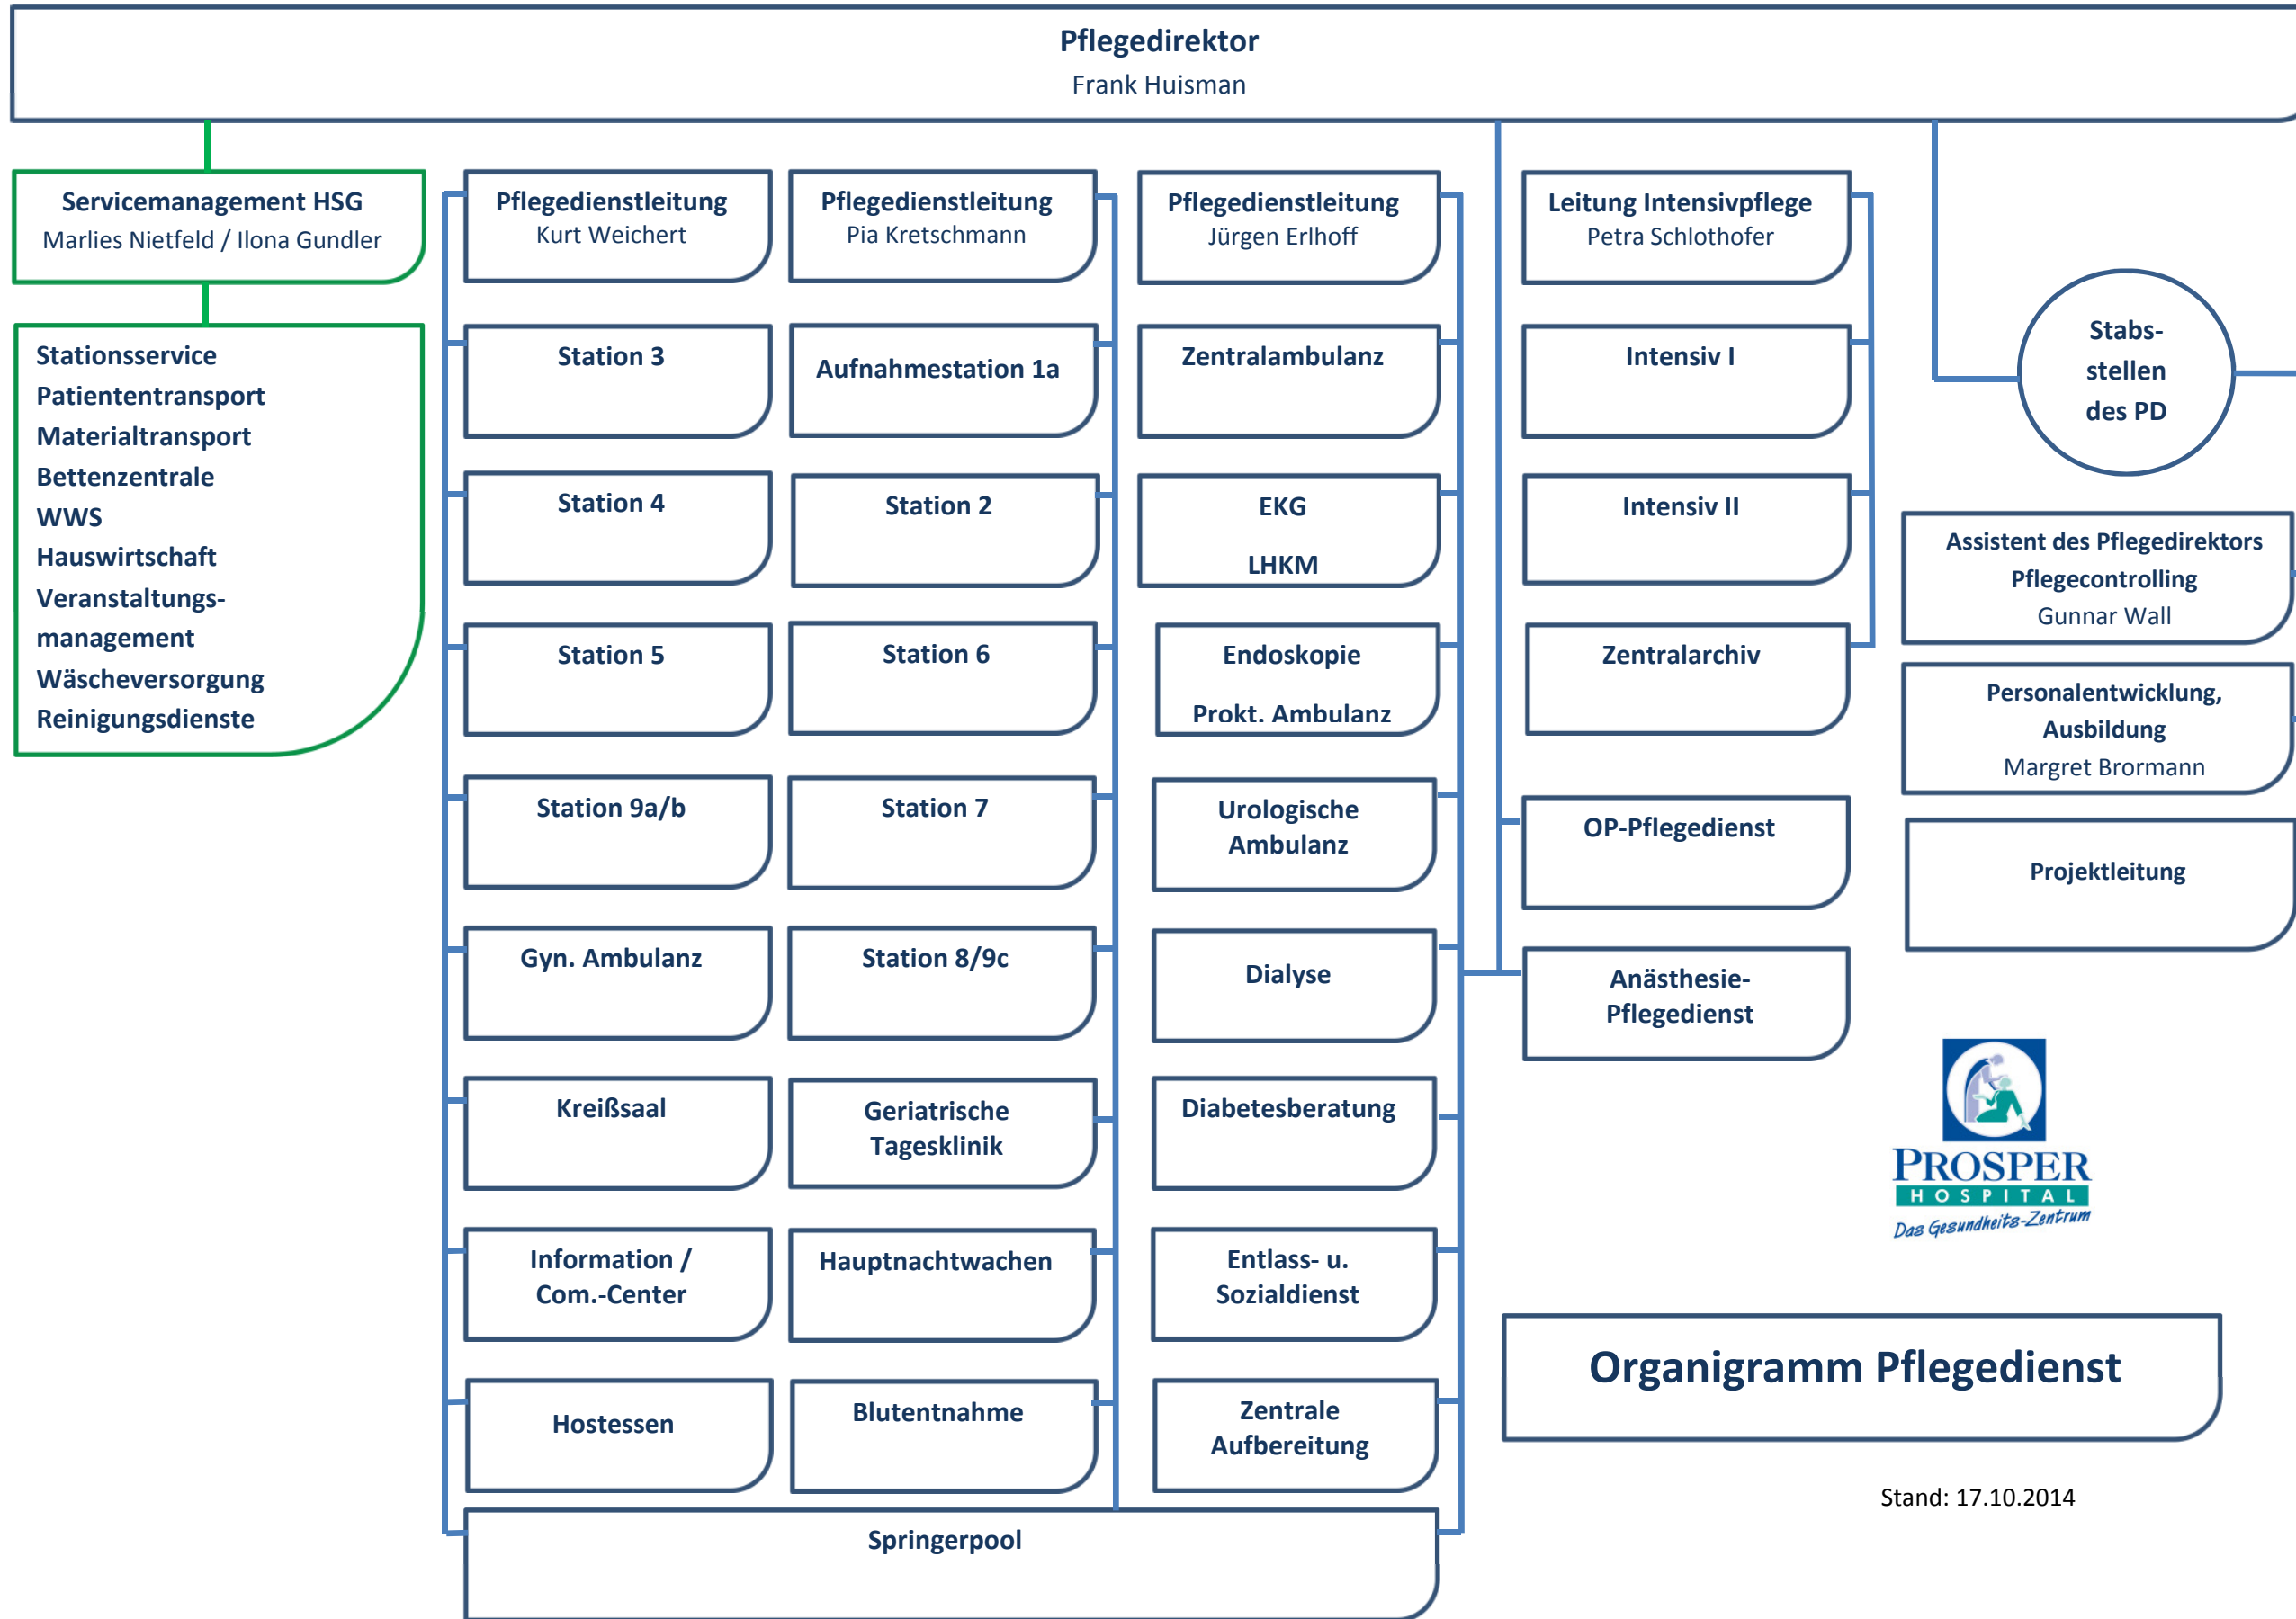 Pflegedirektor
Frank Huisman
Servicemanagement HSG
Marlies Nietfeld / Ilona Gundler
Stationsservice
Patiententransport
Materialtransport
Bettenzentrale
WWS
Hauswirtschaft
Veranstaltungs-
management
Wäscheversorgung
Reinigungsdienste
Pflegedienstleitung
Kurt Weichert
Station 3
Station 4
Station 5
Station 9a/b
Gyn. Ambulanz
Kreißsaal
Information /
Com.-Center
Hostessen
Pflegedienstleitung
Pia Kretschmann
Aufnahmestation 1a
Station 2
Station 6
Station 7
Station 8/9c
Geriatrische
Tagesklinik
Hauptnachtwachen
Blutentnahme
Pflegedienstleitung
Jürgen Erlhoff
Zentralambulanz
EKG
LHKM
Endoskopie
Prokt. Ambulanz
Urologische
Ambulanz
Dialyse
Diabetesberatung
Entlass- u.
Sozialdienst
Zentrale
Aufbereitung
Springerpool
Leitung Intensivpflege
Petra Schlothofer
Intensiv I
Intensiv II
Zentralarchiv
OP-Pflegedienst
Anästhesie-
Pflegedienst
Stabs-
stellen
des PD
Assistent des Pflegedirektors
Pflegecontrolling
Gunnar Wall
Personalentwicklung,
Ausbildung
Margret Brormann
Projektleitung
PROSPER
HOSPITAL
Das Gesundheits-Zentrum
Organigramm Pflegedienst
Stand: 17.10.2014